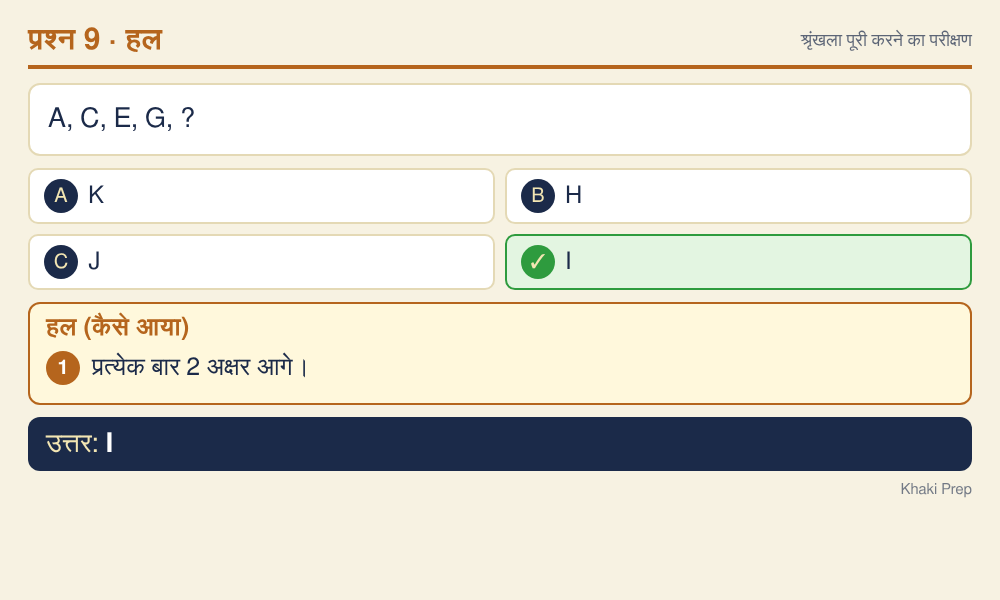 प्रश्न 9 · हल
श्रृंखला पूरी करने का परीक्षण
A, C, E, G, ?
A K
B H
C J
✓ I
हल (कैसे आया)
1 प्रत्येक बार 2 अक्षर आगे।
उत्तर: I
Khaki Prep